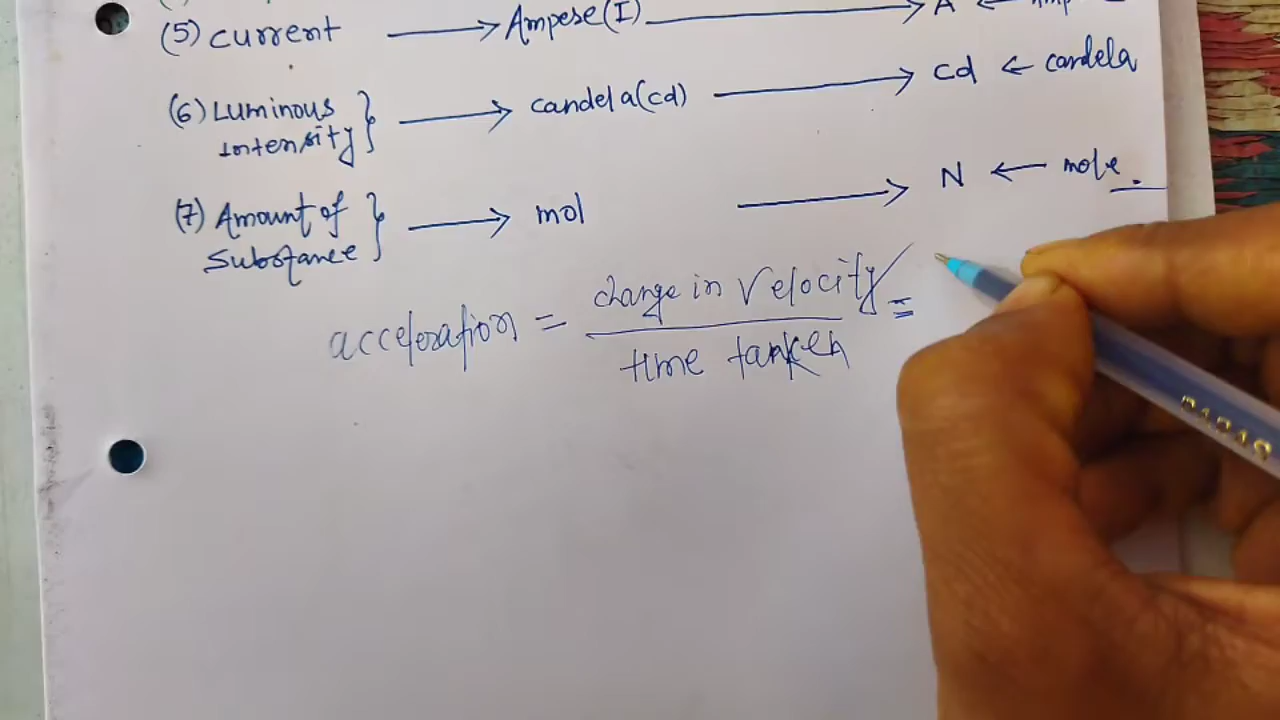 (5) current → Ampese(I) → A ←
(6) Luminous Intensity } → candela(cd) → cd ← candela
(7) Amount of Substance } → mol → N ← mole.
acceleration = change in Velocity / time tanken =